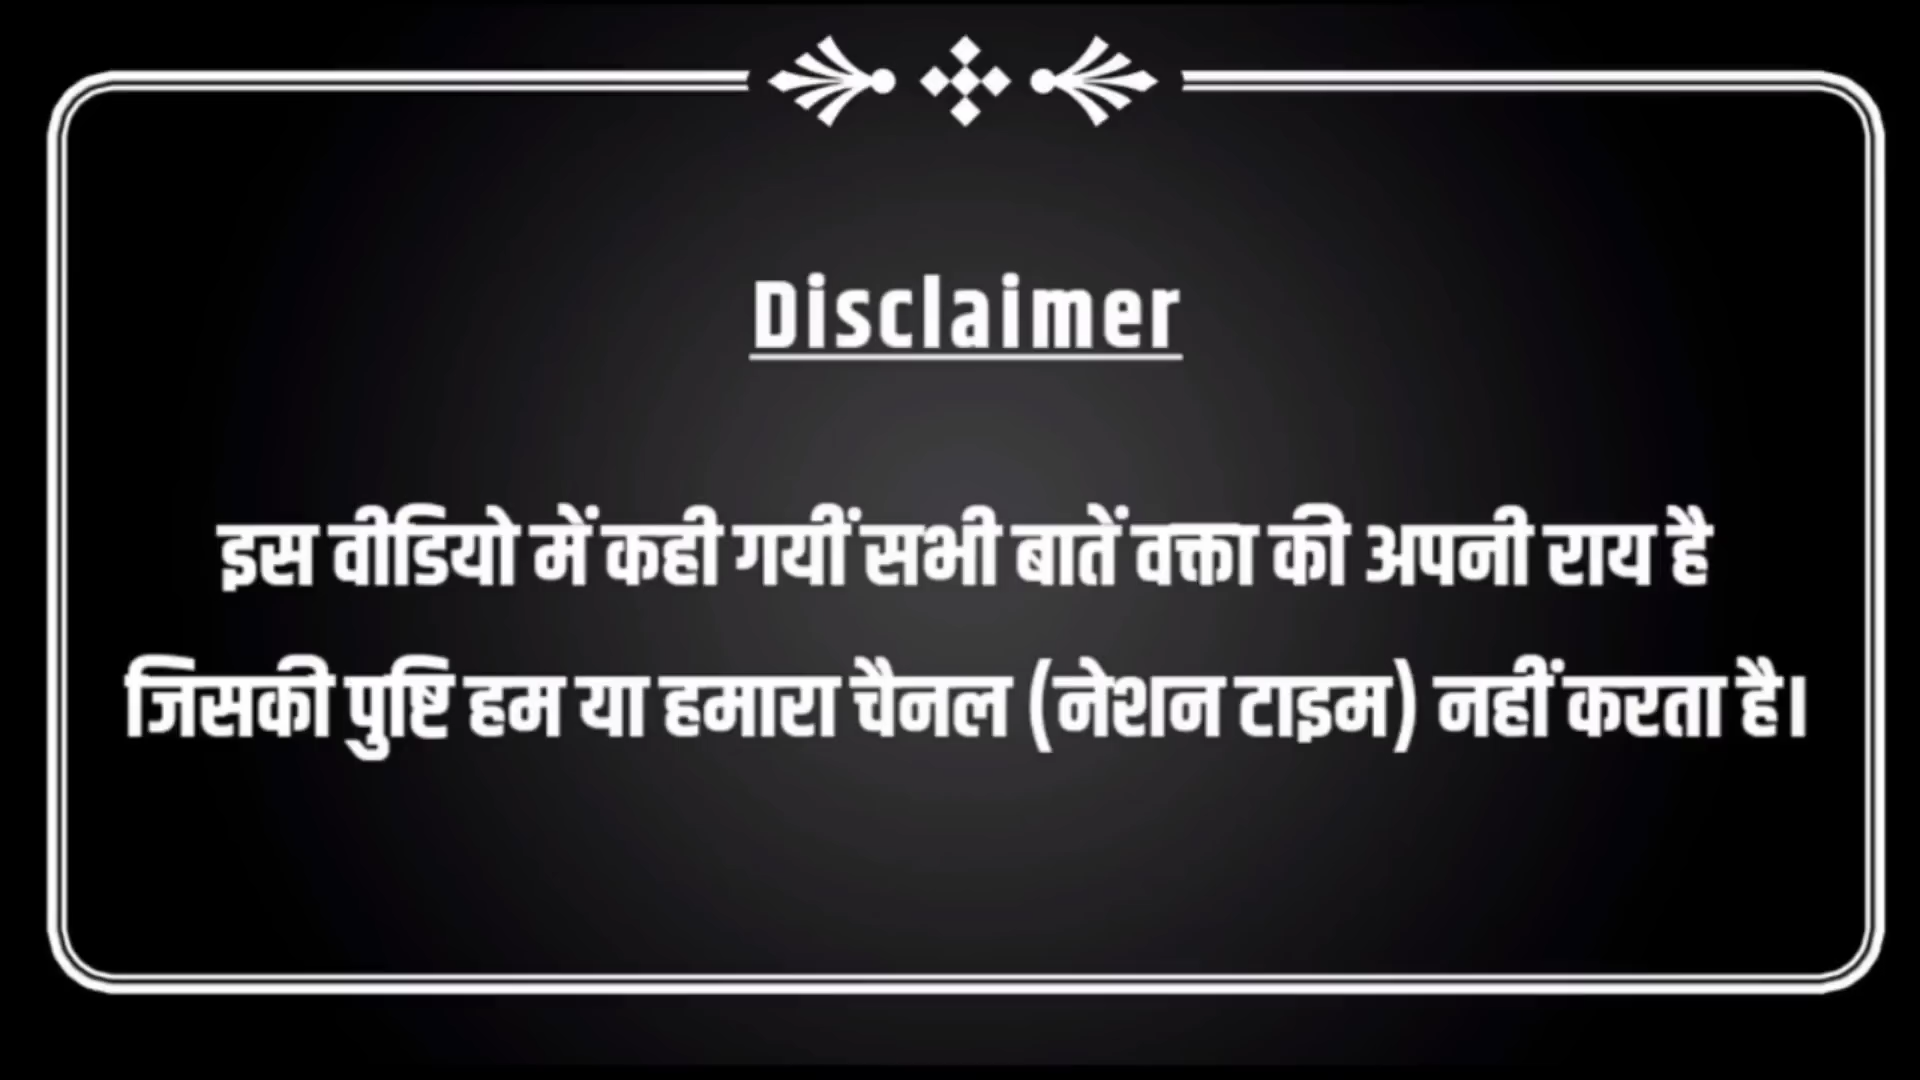 Disclaimer
इस वीडियो में कही गयीं सभी बातें वक्ता की अपनी राय है
जिसकी पुष्टि हम या हमारा चैनल (नेशन टाइम) नहीं करता है।